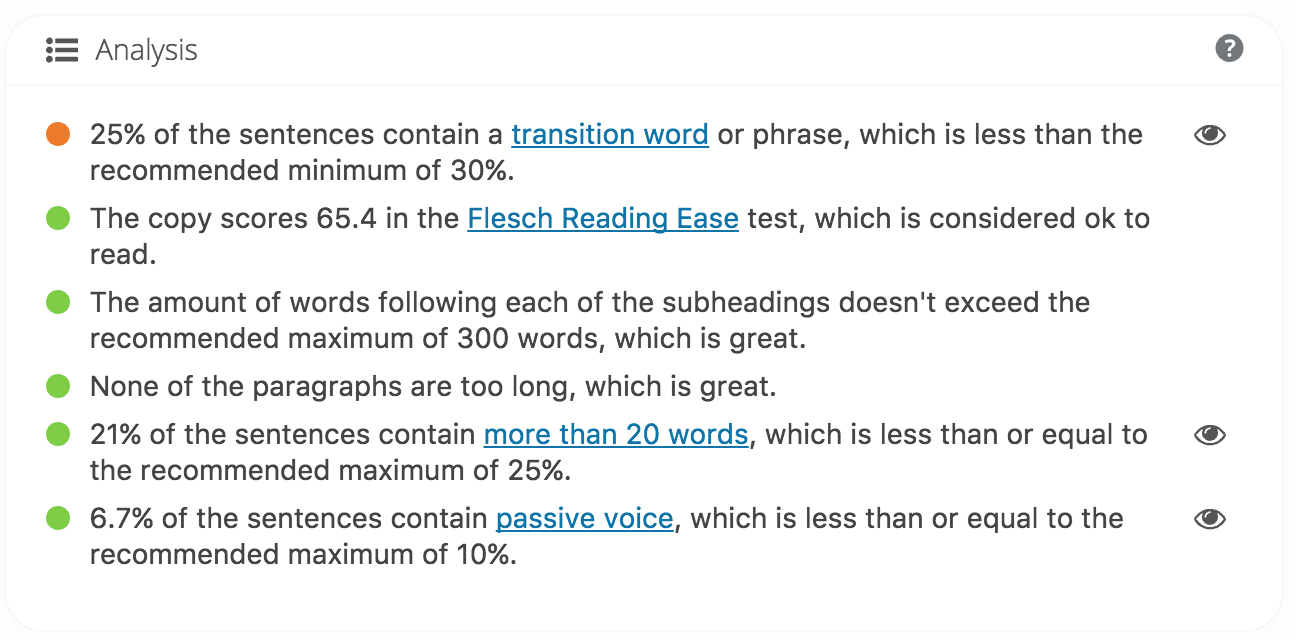 Analysis
?
25% of the sentences contain a transition word or phrase, which is less than the
recommended minimum of 30%.
The copy scores 65.4 in the Flesch Reading Ease test, which is considered ok to
read.
The amount of words following each of the subheadings doesn't exceed the
recommended maximum of 300 words, which is great.
None of the paragraphs are too long, which is great.
21% of the sentences contain more than 20 words, which is less than or equal to
the recommended maximum of 25%.
6.7% of the sentences contain passive voice, which is less than or equal to the
recommended maximum of 10%.